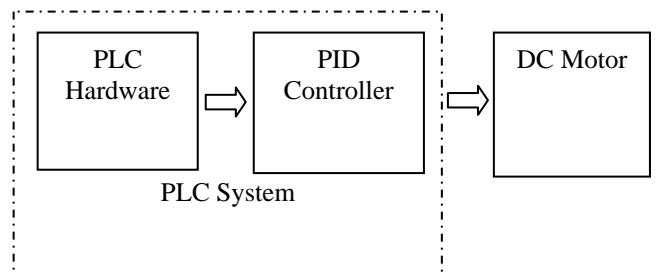 PLC
Hardware
PID
Controller
DC Motor
PLC System